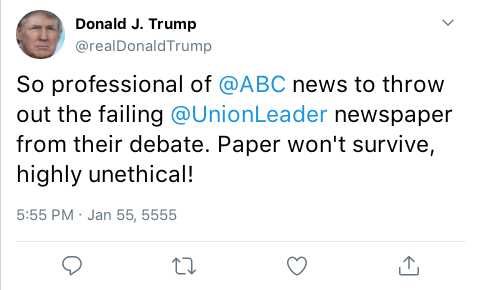 Donald J. Trump
@realDonaldTrump
So professional of @ABC news to throw
out the failing @UnionLeader newspaper
from their debate. Paper won't survive,
highly unethical!
5:55 PM · Jan 55, 5555